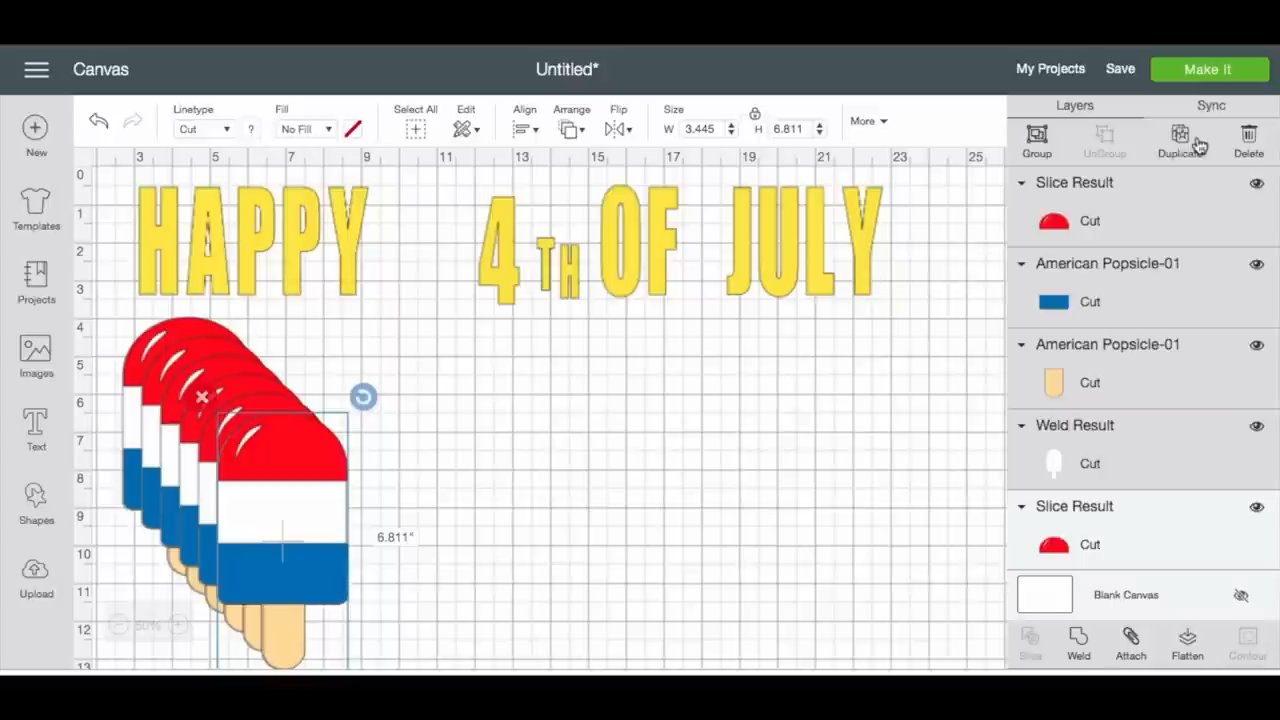 Canvas
Untitled*
My Projects
Save
Make It
Linetype
Cut
?
Fill
No Fill
Select All
Edit
Align
Arrange
Flip
Size
W 3.445
H 6.811
More
Layers
Sync
Group
UnGroup
Duplicate
Delete
New
Templates
Projects
Images
Text
Shapes
Upload
3 5 7 9 11 13 15 17 19 21 23 25
0
1
2
3
4
5
6
7
8
9
10
11
12
13
HAPPY 4TH OF JULY
6.811"
50%
Slice Result
Cut
American Popsicle-01
Cut
American Popsicle-01
Cut
Weld Result
Cut
Slice Result
Cut
Blank Canvas
Slice
Weld
Attach
Flatten
Contour